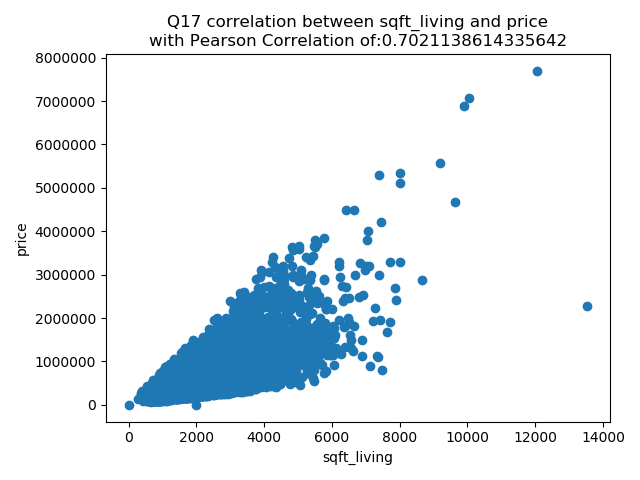 Q17 correlation between sqft_living and price
with Pearson Correlation of:0.7021138614335642
8000000
7000000
6000000
5000000
4000000
3000000
2000000
1000000
0
price
0 2000 4000 6000 8000 10000 12000 14000
sqft_living